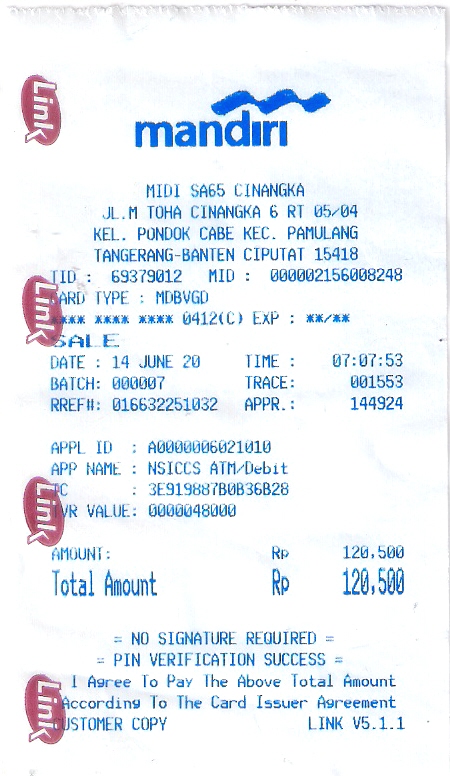 mandırı
MIDI SA65 CINANGKA
JL.M TOHA CINANGKA 6 RT 05/04
KEL. PONDOK CABE KEC. PAMULANG
TANGERANG-BANTEN CIPUTAT 15418
TID : 69379012 MID : 000002156008248
CARD TYPE : MDBVGD
**** **** **** 0412(C) EXP : **/**
SALE
DATE : 14 JUNE 20 TIME : 07:07:53
BATCH: 000007 TRACE: 001553
RREF#: 016632251032 APPR.: 144924
APPL ID : A0000006021010
APP NAME : NSICCS ATM/Debit
TC : 3E919887B0B36B28
TVR VALUE: 0000048000
AMOUNT: Rp 120,500
Total Amount Rp 120,500
= NO SIGNATURE REQUIRED =
= PIN VERIFICATION SUCCESS =
I Agree To Pay The Above Total Amount
According To The Card Issuer Agreement
CUSTOMER COPY LINK V5.1.1
Link
Link
Link
Link